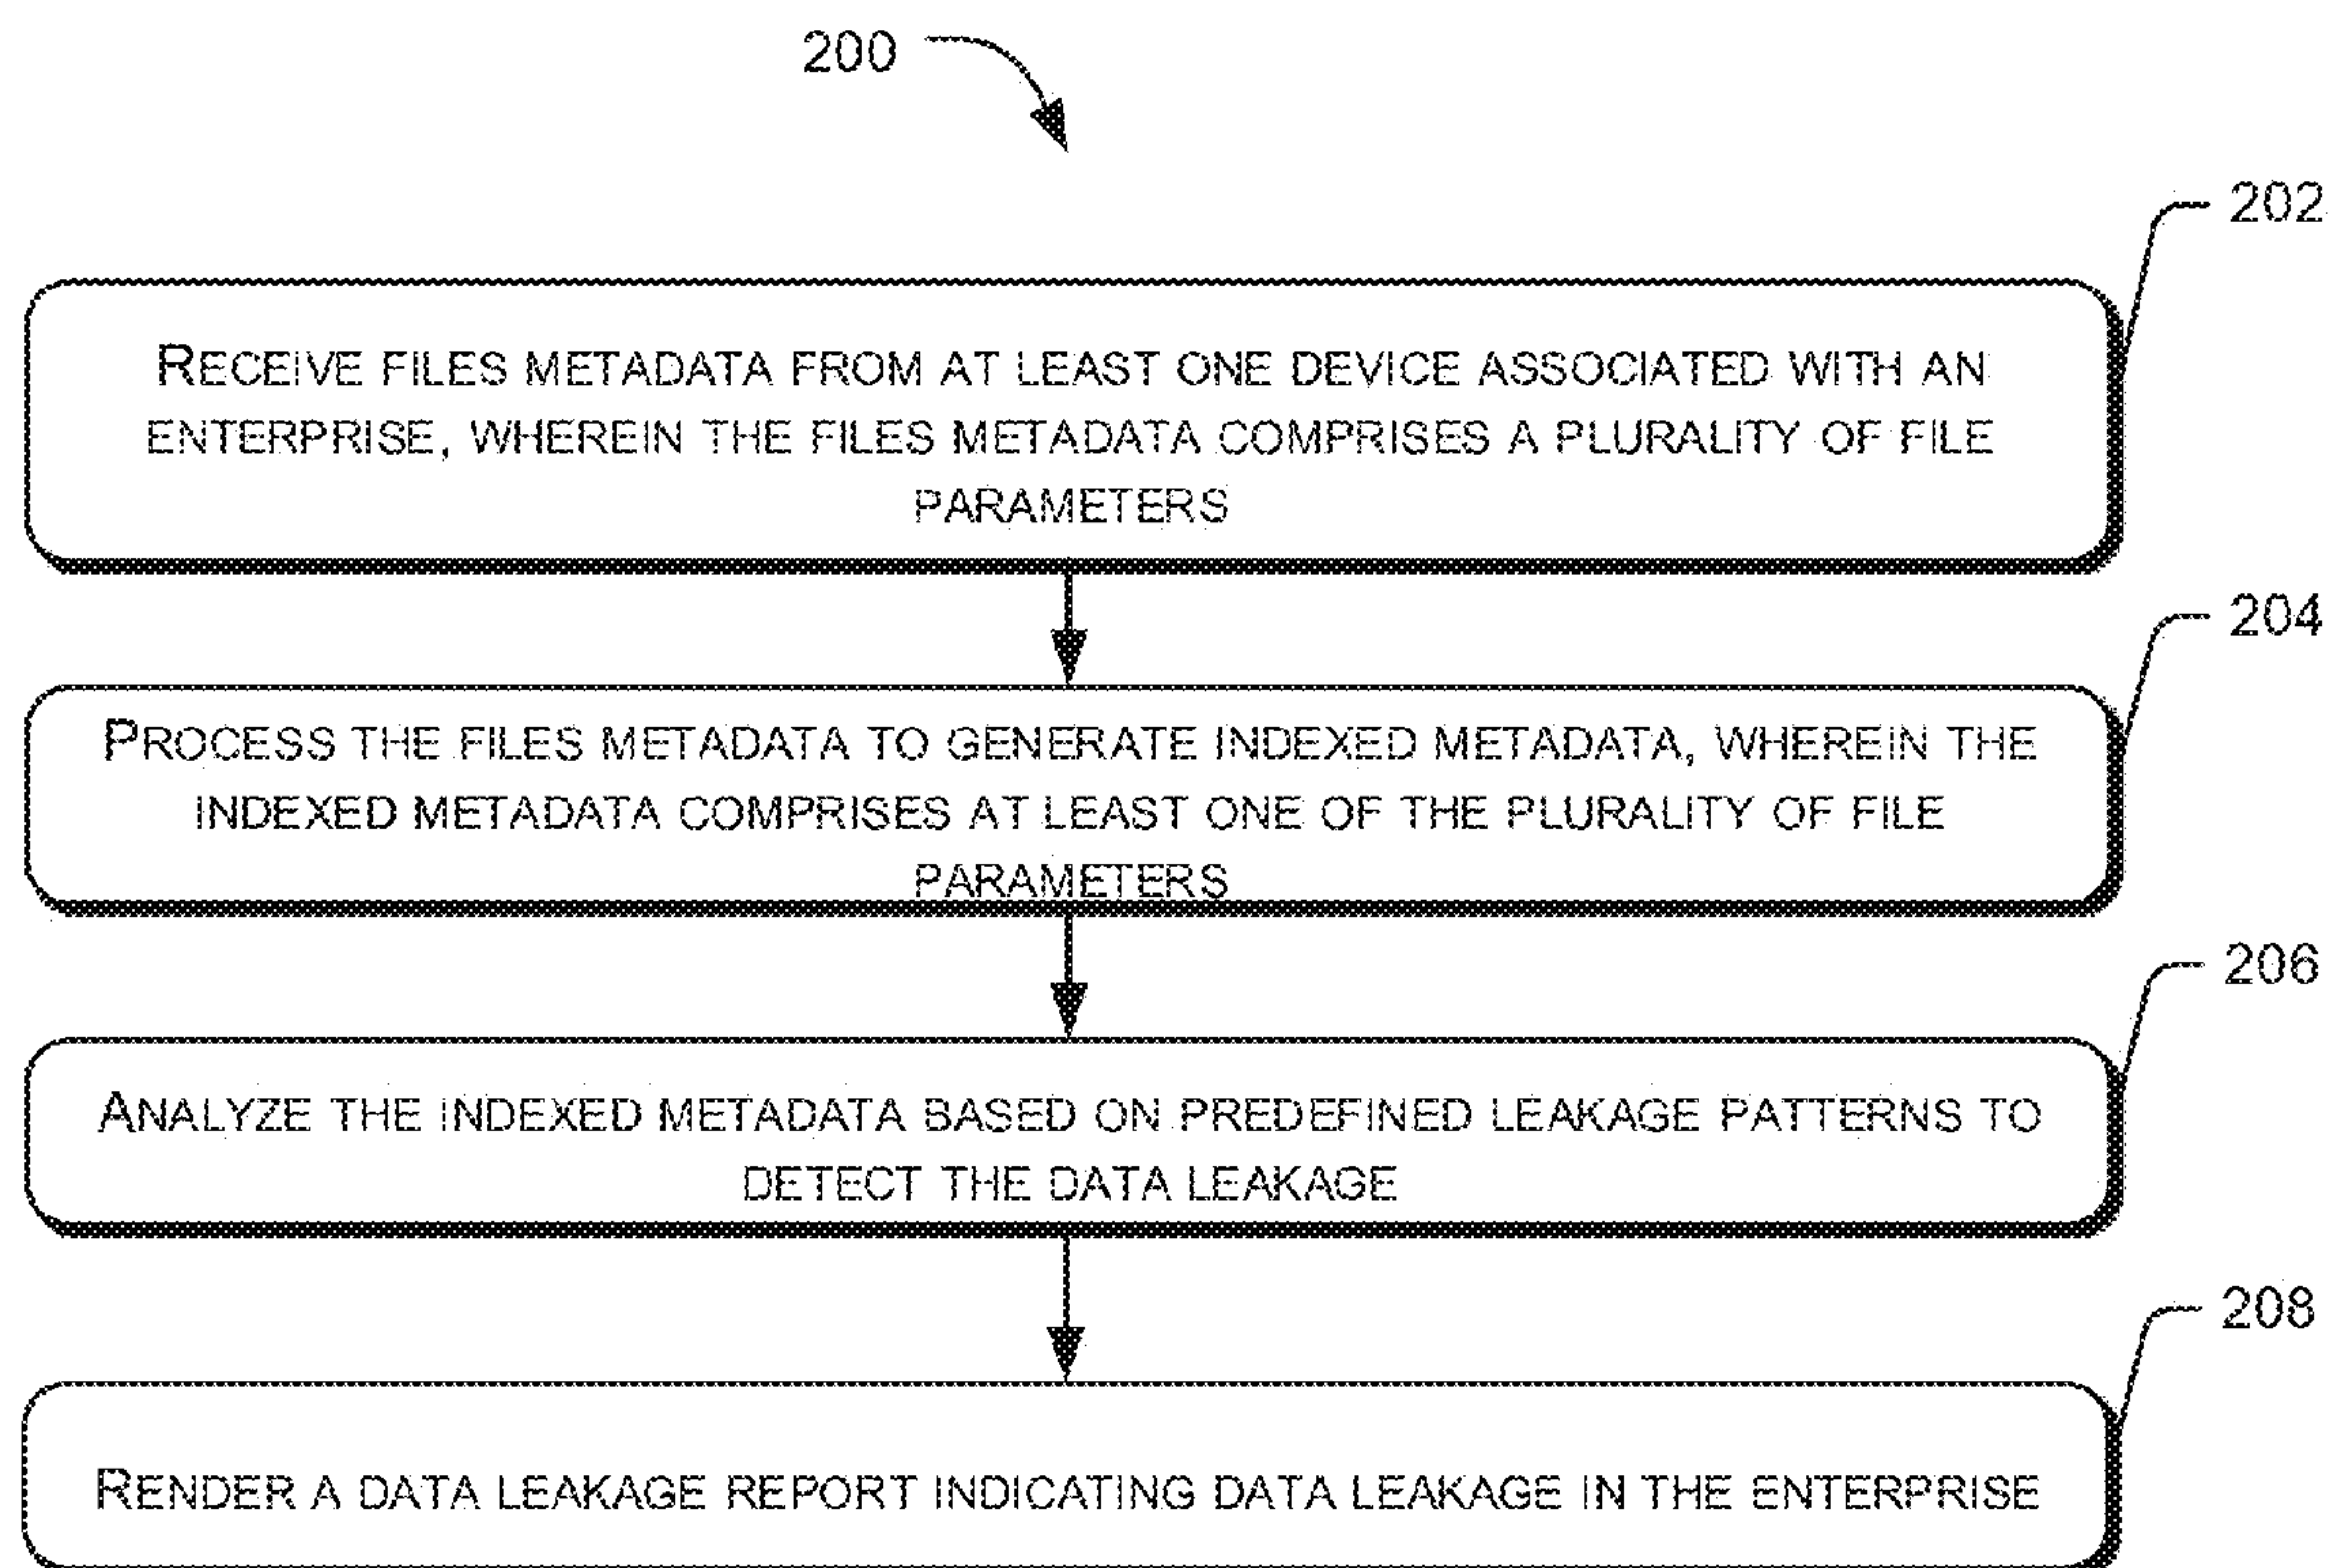 200
202
RECEIVE FILES METADATA FROM AT LEAST ONE DEVICE ASSOCIATED WITH AN
ENTERPRISE, WHEREIN THE FILES METADATA COMPRISES A PLURALITY OF FILE
PARAMETERS
204
PROCESS THE FILES METADATA TO GENERATE INDEXED METADATA, WHEREIN THE
INDEXED METADATA COMPRISES AT LEAST ONE OF THE PLURALITY OF FILE
PARAMETERS
206
ANALYZE THE INDEXED METADATA BASED ON PREDEFINED LEAKAGE PATTERNS TO
DETECT THE DATA LEAKAGE
208
RENDER A DATA LEAKAGE REPORT INDICATING DATA LEAKAGE IN THE ENTERPRISE